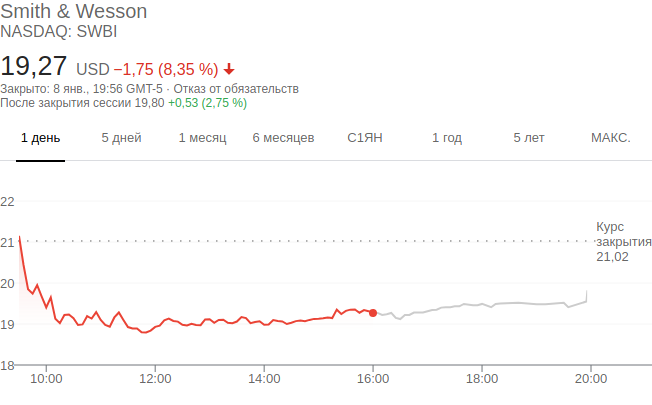 Smith & Wesson
NASDAQ: SWBI
19,27 USD −1,75 (8,35 %)
Закрыто: 8 янв., 19:56 GMT-5 · Отказ от обязательств
После закрытия сессии 19,80 +0,53 (2,75 %)
1 день 5 дней 1 месяц 6 месяцев С1ЯН 1 год 5 лет МАКС.
22
Курс
21 закрытия
21,02
20
19
18
10:00 12:00 14:00 16:00 18:00 20:00